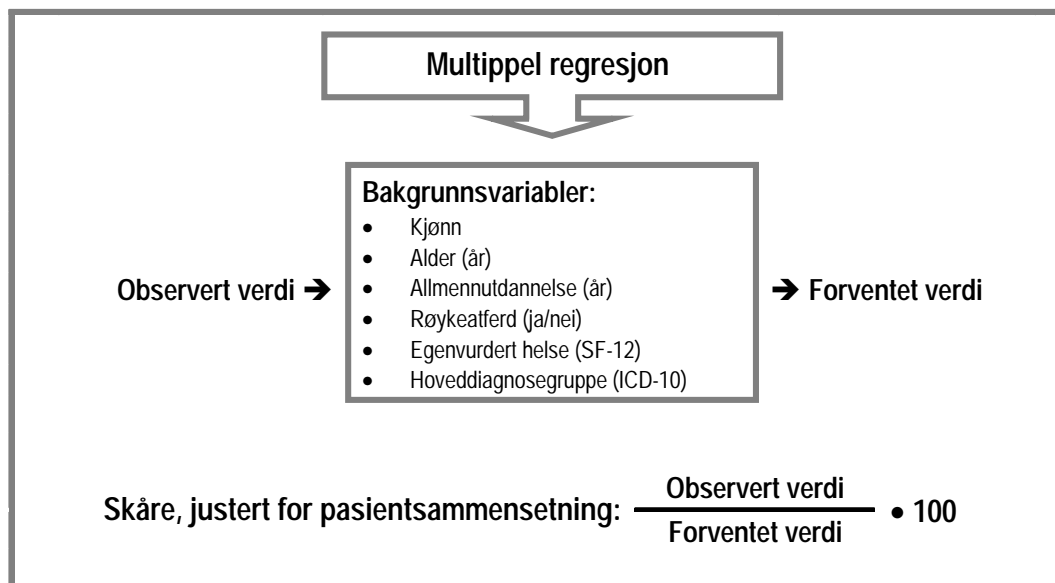 Multippel regresjon
Bakgrunnsvariabler:
• Kjønn
• Alder (år)
• Allmennutdannelse (år)
• Røykeatferd (ja/nei)
• Egenvurdert helse (SF-12)
• Hoveddiagnosegruppe (ICD-10)
Observert verdi ➔
➔ Forventet verdi
Skåre, justert for pasientsammensetning:
Observert verdi
Forventet verdi
• 100